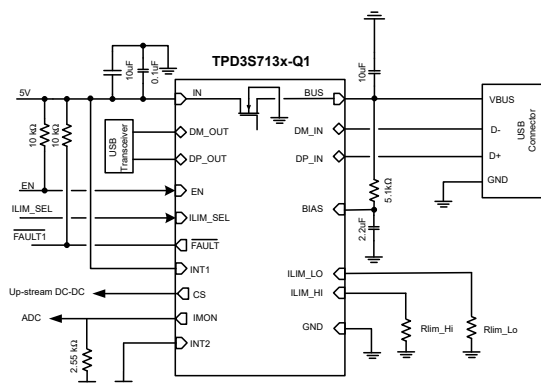 TPD3S713x-Q1
10uF
0.1uF
10uF
5V
IN
BUS
VBUS
10 kΩ
10 kΩ
USB
Transceiver
DM_OUT
DM_IN
D-
USB
Connector
DP_OUT
DP_IN
D+
GND
EN
EN
5.1kΩ
BIAS
ILIM_SEL
ILIM_SEL
2.2uF
FAULT1
FAULT
INT1
ILIM_LO
Up-stream DC-DC
CS
ILIM_HI
ADC
IMON
GND
Rlim_Hi
Rlim_Lo
2.55 kΩ
INT2